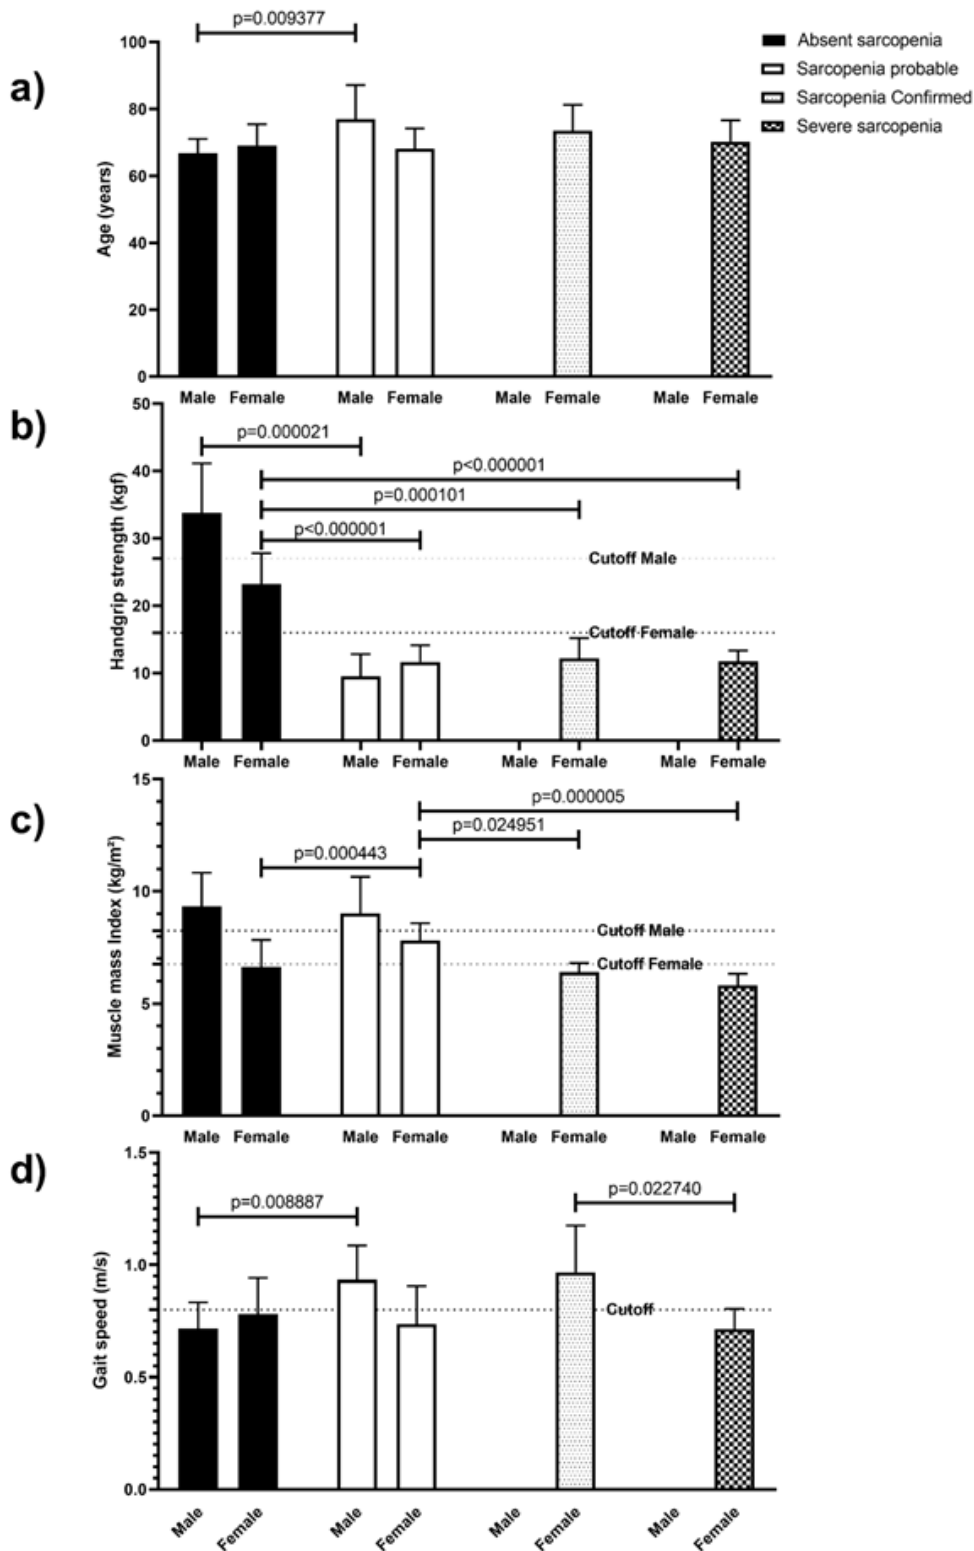 p=0.009377
Absent sarcopenia
Sarcopenia probable
Sarcopenia Confirmed
Severe sarcopenia
a)
Age (years)
100
80
60
40
20
0
Male Female Male Female Male Female Male Female
b)
Handgrip strength (kgf)
50
40
30
20
10
0
p=0.000021
p<0.000001
p=0.000101
p<0.000001
Cutoff Male
Cutoff Female
Male Female Male Female Male Female Male Female
c)
Muscle mass Index (kg/m²)
15
10
5
0
p=0.000005
p=0.024951
p=0.000443
Cutoff Male
Cutoff Female
Male Female Male Female Male Female Male Female
d)
Gait speed (m/s)
1.5
1.0
0.5
0.0
p=0.008887
p=0.022740
Cutoff
Male Female Male Female Male Female Male Female